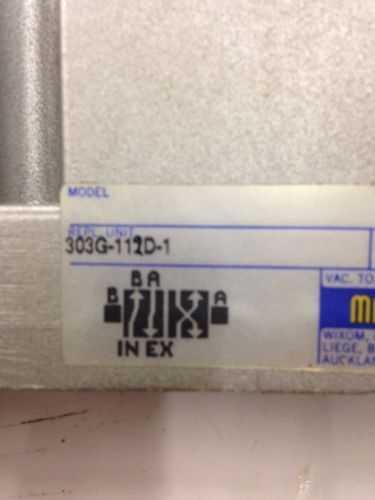 MODEL
REPL. UNIT
303G-112D-1
B A
B A
IN EX
VAC. TO
WIXOM,
LIEGE, B
AUCKLAN